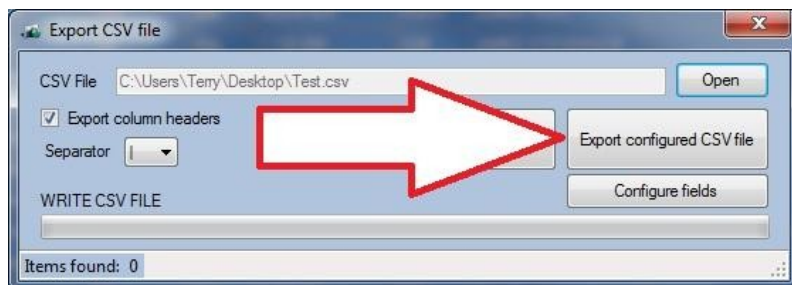 Export CSV file
CSV File C:\Users\Terry\Desktop\Test.csv Open
Export column headers
Separator | Export configured CSV file
WRITE CSV FILE Configure fields
Items found: 0